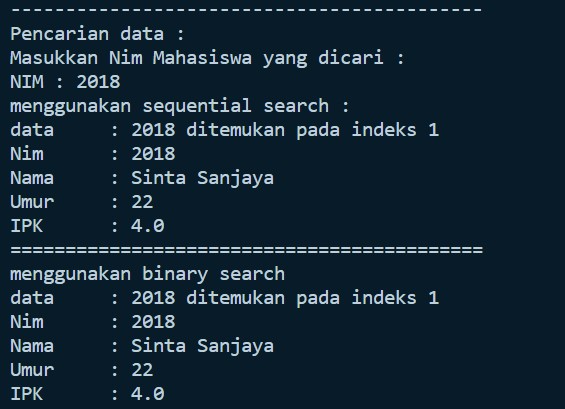 -------------------------------------------
Pencarian data :
Masukkan Nim Mahasiswa yang dicari :
NIM : 2018
menggunakan sequential search :
data     : 2018 ditemukan pada indeks 1
Nim      : 2018
Nama     : Sinta Sanjaya
Umur     : 22
IPK      : 4.0
===========================================
menggunakan binary search
data     : 2018 ditemukan pada indeks 1
Nim      : 2018
Nama     : Sinta Sanjaya
Umur     : 22
IPK      : 4.0